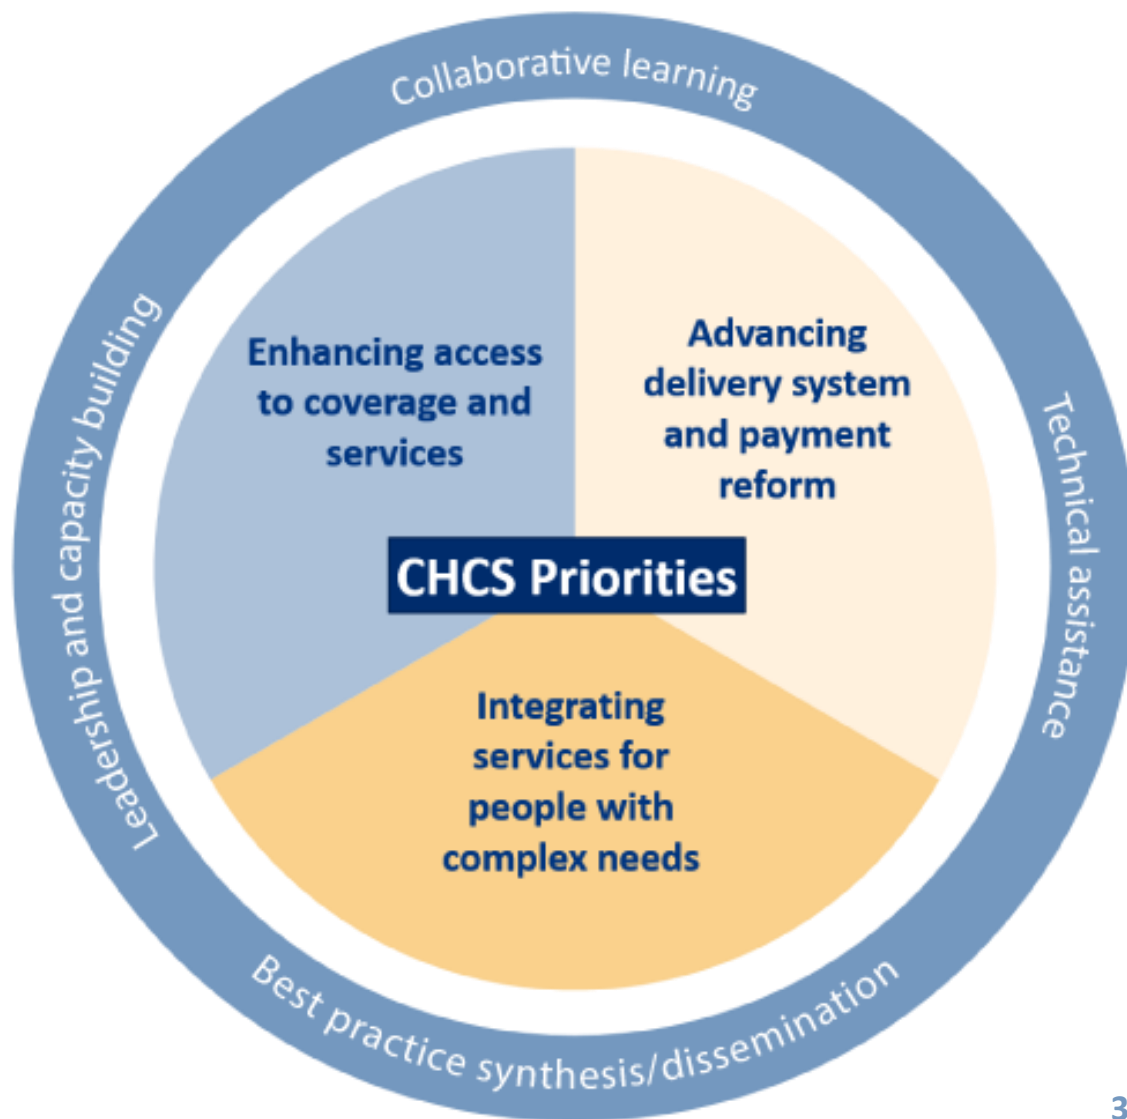 Collaborative learning
Enhancing access
to coverage and
services
Advancing
delivery system
and payment
reform
Leadership and capacity building
Technical assistance
CHCS Priorities
Integrating
services for
people with
complex needs
Best practice synthesis/dissemination
3